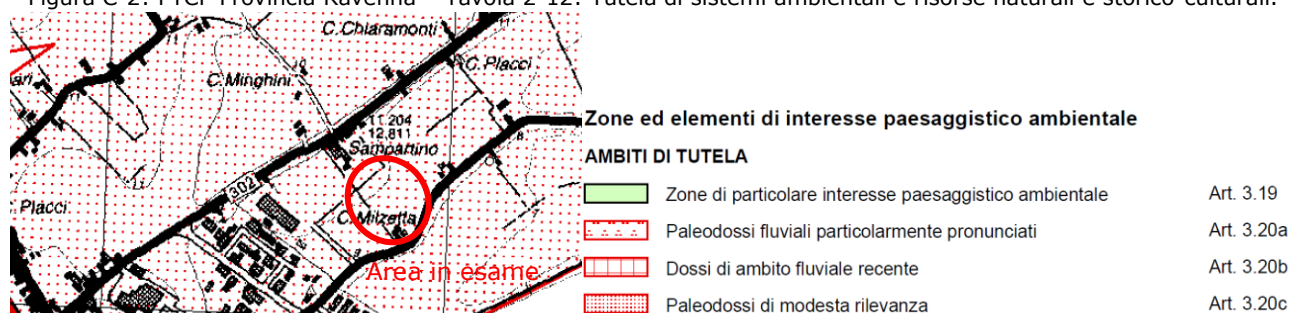 Figura C-2: PTCP Provincia Ravenna – Tavola 2-12: Tutela di sistemi ambientali e risorse naturali e storico-culturali.
C. Chiaramonti
C. Placci
C. Minghini
11.204
12.811
Sampartino
302
Placci
C. Milzetta
Area in esame
Zone ed elementi di interesse paesaggistico ambientale
AMBITI DI TUTELA
Zone di particolare interesse paesaggistico ambientale Art. 3.19
Paleodossi fluviali particolarmente pronunciati Art. 3.20a
Dossi di ambito fluviale recente Art. 3.20b
Paleodossi di modesta rilevanza Art. 3.20c